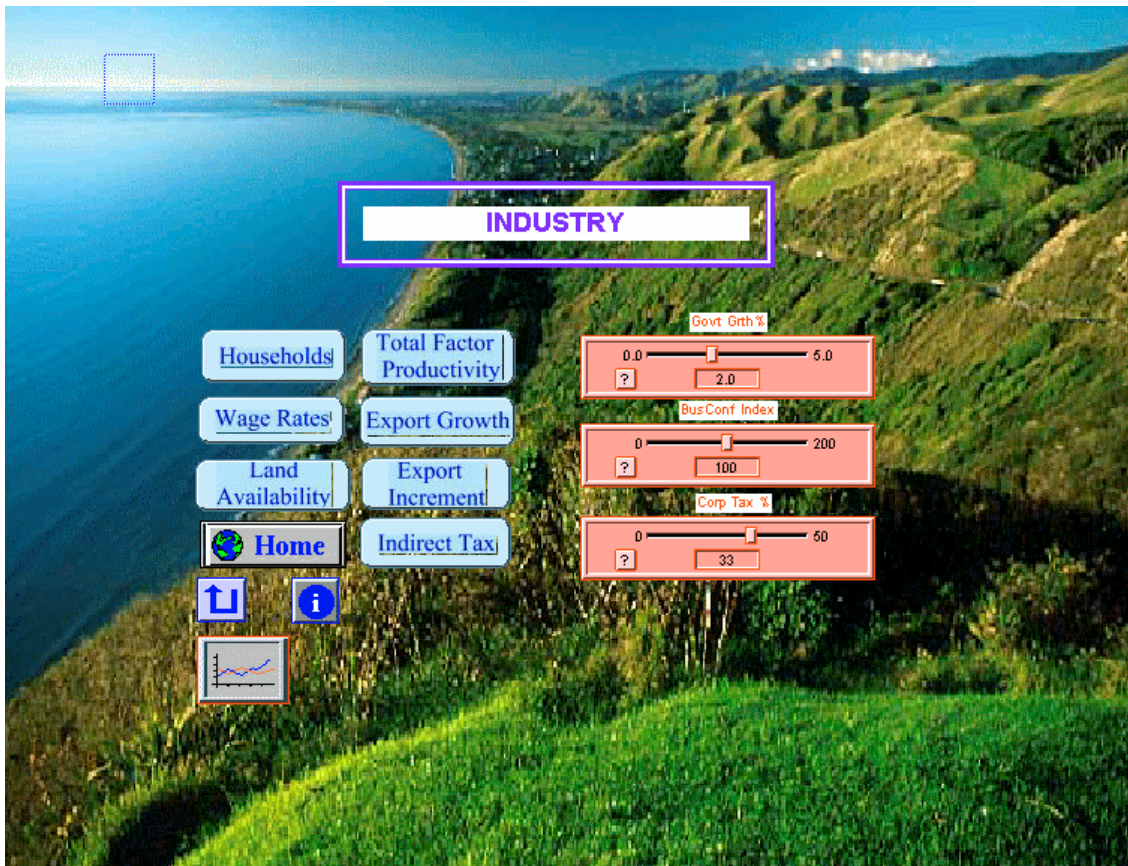 INDUSTRY
Households
Total Factor
Productivity
Wage Rates
Export Growth
Land
Availability
Export
Increment
Home
Indirect Tax
i
Govt Grth %
0.0 5.0
? 2.0
BusConf Index
0 200
? 100
Corp Tax %
0 50
? 33